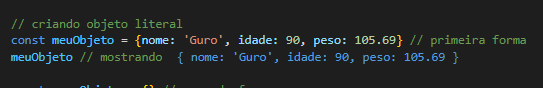 // criando objeto literal
const meuObjeto = {nome: 'Guro', idade: 90, peso: 105.69} // primeira forma
meuObjeto // mostrando  { nome: 'Guro', idade: 90, peso: 105.69 }